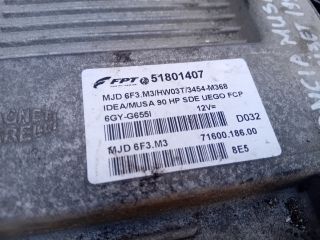 FPT 51801407
MJD 6F3.M3/HW03T/3454-M36B
IDEA/MUSA 90 HP SDE UEGO FCP
6GY-G655I 12V=
D032
71600.186.00
MJD 6F3.M3 8E5